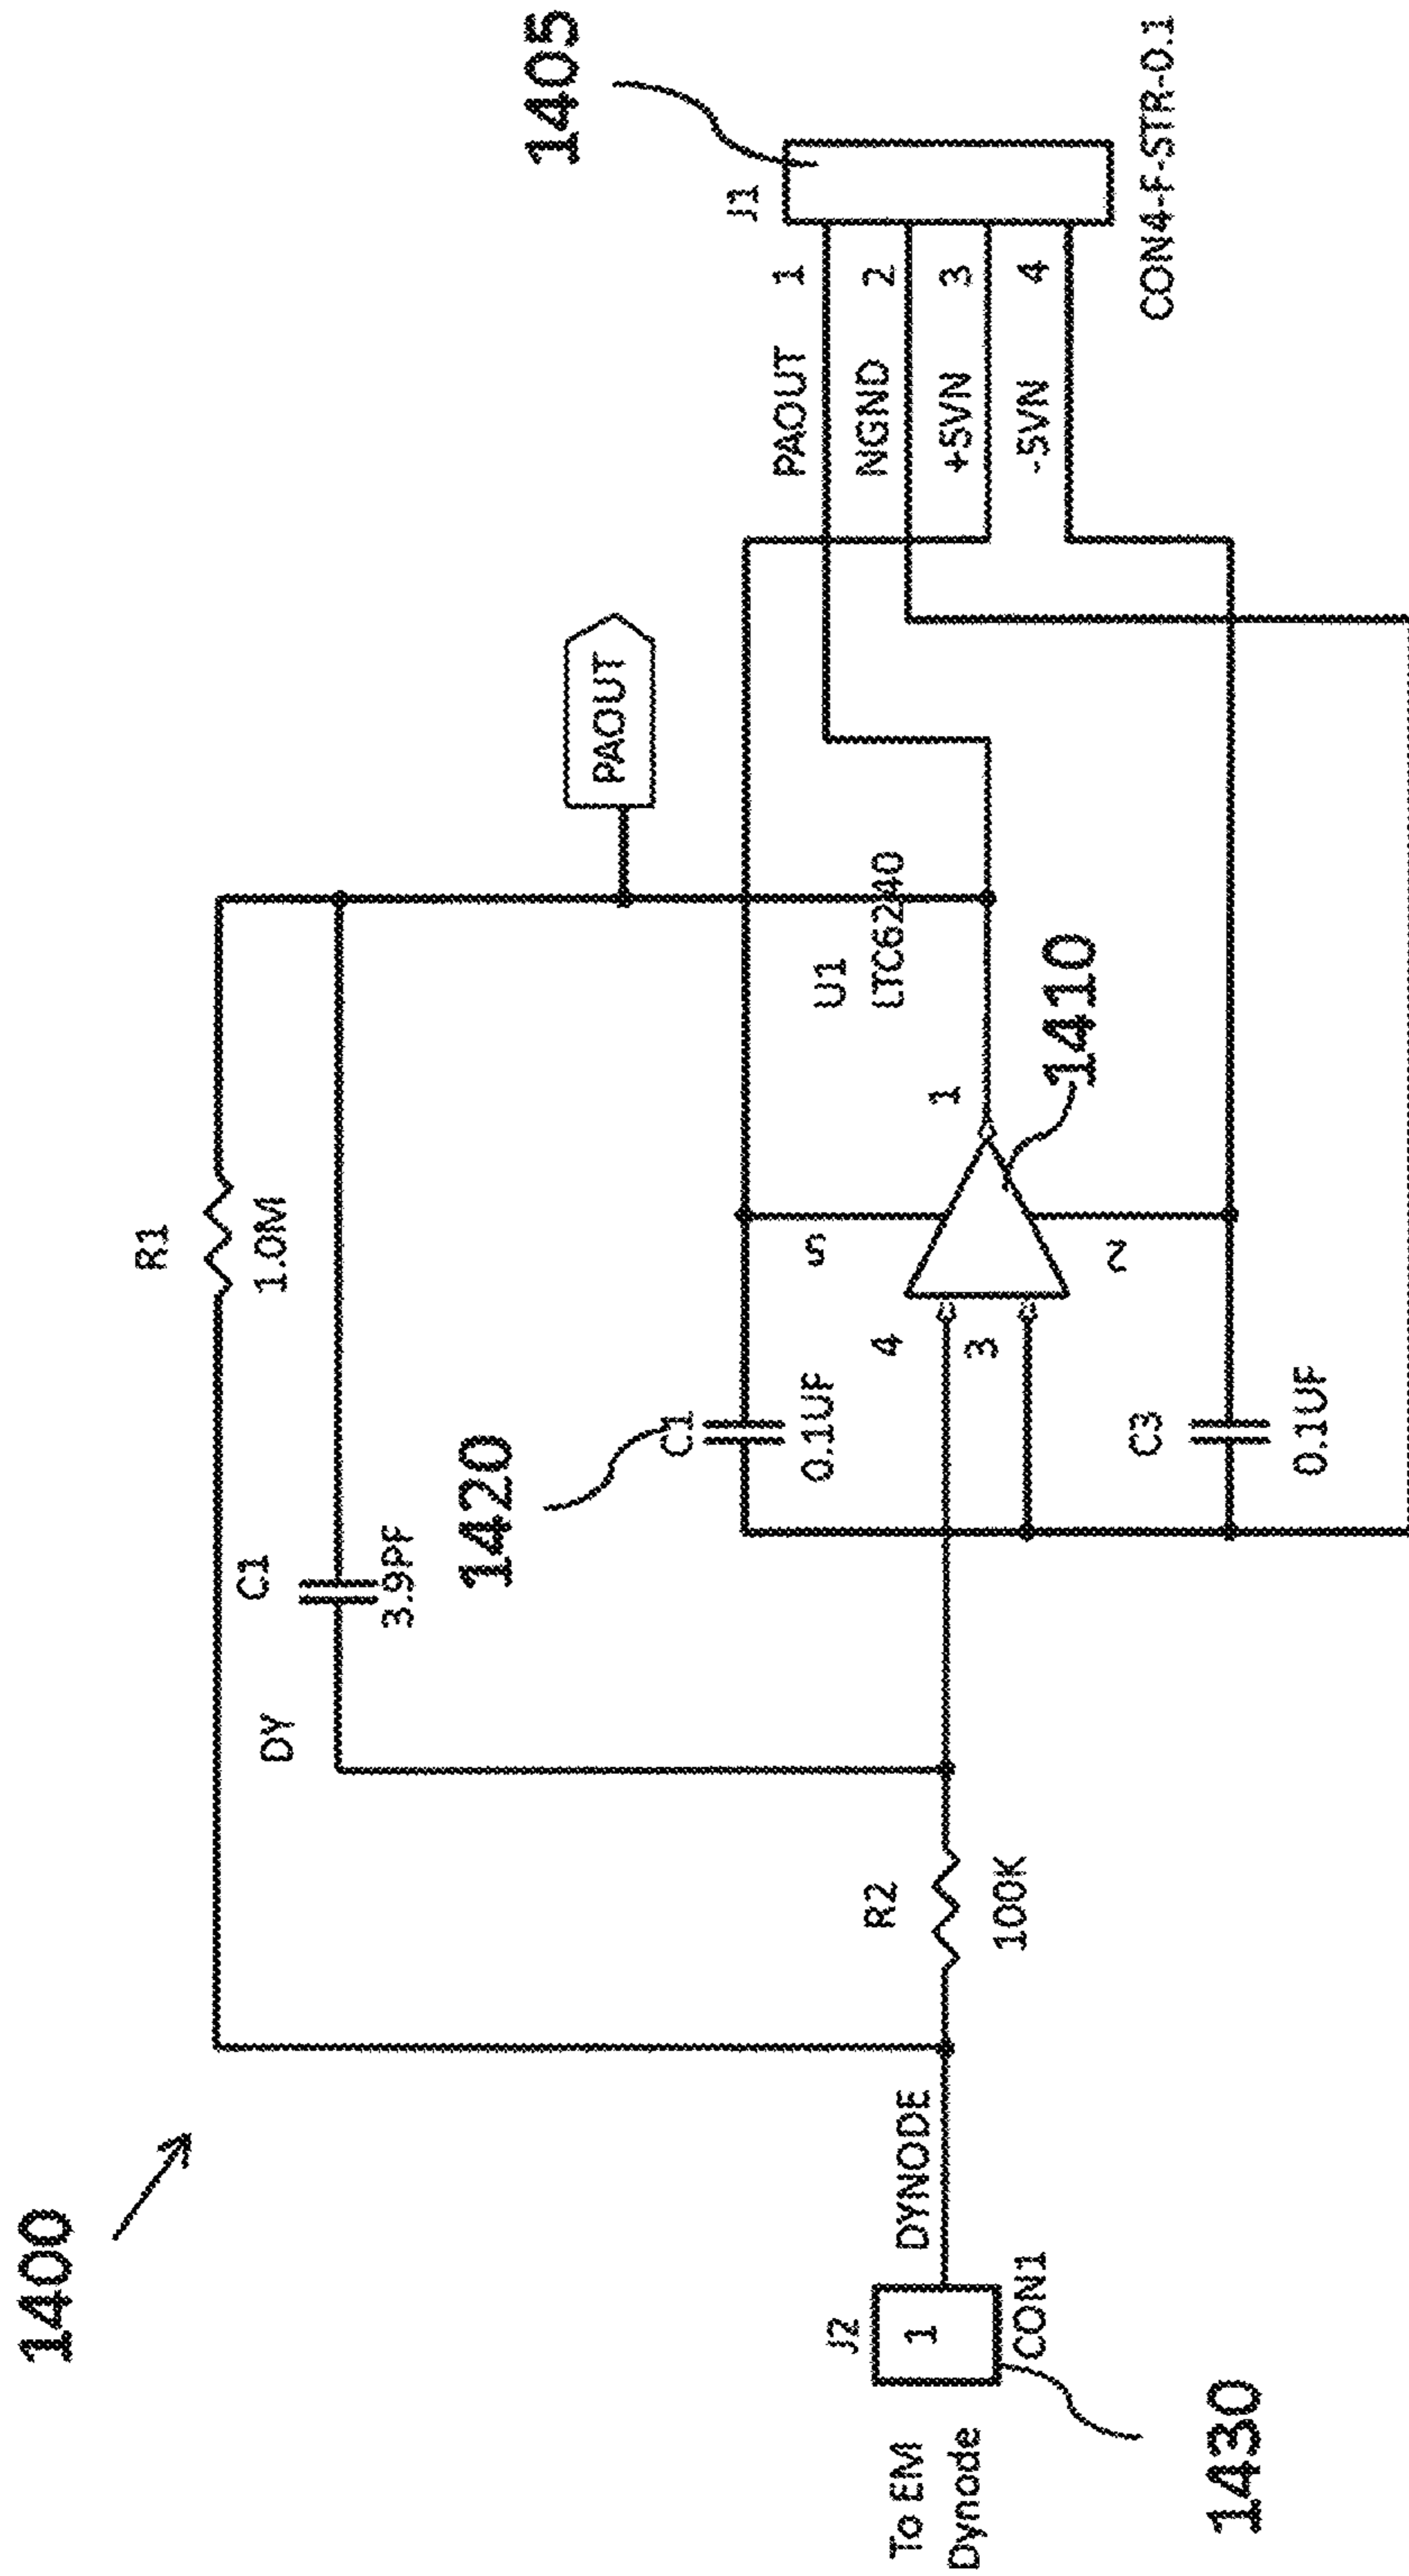 1400
1405
J1
PAOUT 1
NGND 2
+5VN 3
-5VN 4
CON4-F-STR-0.1
PAOUT
R1
1.0M
C1
3.9PF
DY
U1
LTC6240
1
1410
5
2
4
3
1420
C1
0.1UF
C3
0.1UF
R2
100K
DYNODE
J2
1
CON1
To EM
Dynode
1430